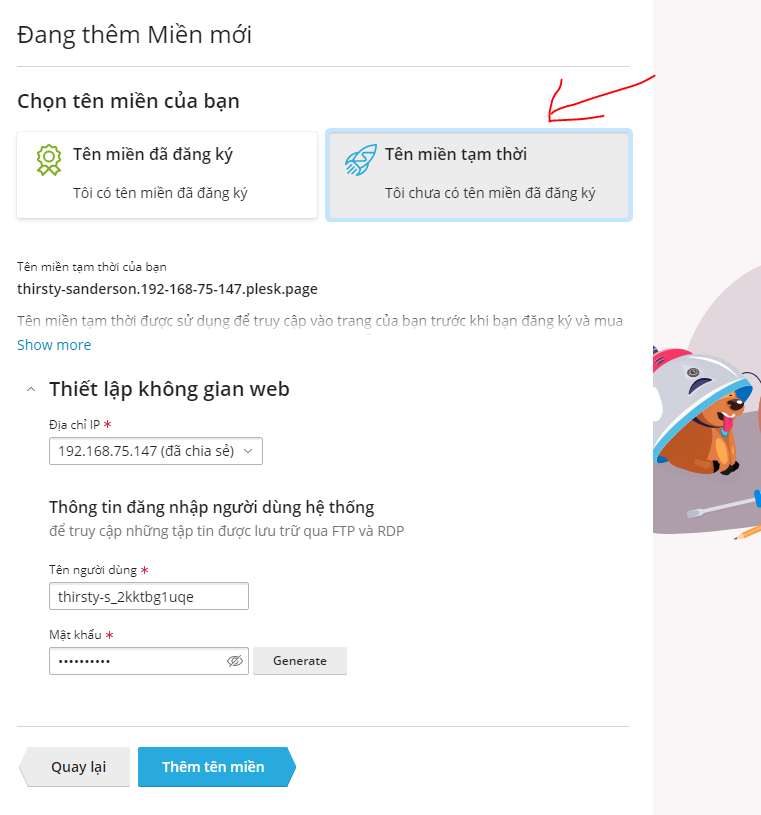 Đang thêm Miền mới
Chọn tên miền của bạn
Tên miền đã đăng ký
Tôi có tên miền đã đăng ký
Tên miền tạm thời
Tôi chưa có tên miền đã đăng ký
Tên miền tạm thời của bạn
thirsty-sanderson.192-168-75-147.plesk.page
Tên miền tạm thời được sử dụng để truy cập vào trang của bạn trước khi bạn đăng ký và mua
Show more
Thiết lập không gian web
Địa chỉ IP *
192.168.75.147 (đã chia sẻ)
Thông tin đăng nhập người dùng hệ thống
để truy cập những tập tin được lưu trữ qua FTP và RDP
Tên người dùng *
thirsty-s_2kktbg1uqe
Mật khẩu *
••••••••••
Generate
Quay lại
Thêm tên miền